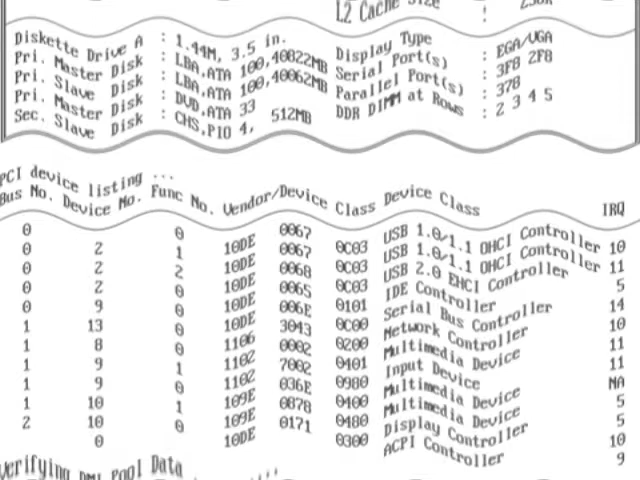 L2 Cache Size :
Diskette Drive A : 1.44M, 3.5 in. Display Type : EGA/VGA
Pri. Master Disk : LBA,ATA 100,40022MB Serial Port(s) : 3F8 2F8
Pri. Slave Disk : LBA,ATA 100,40062MB Parallel Port(s) : 378
Pri. Master Disk : DVD,ATA 33 DDR DIMM at Rows : 2 3 4 5
Sec. Slave Disk : CHS,PIO 4, 512MB
PCI device listing ...
Bus No. Device No. Func No. Vendor/Device Class Device Class IRQ
0 2 0 10DE 0067 0C03 USB 1.0/1.1 OHCI Controller 10
0 2 1 10DE 0067 0C03 USB 1.0/1.1 OHCI Controller 11
0 2 2 10DE 0068 0C03 USB 2.0 EHCI Controller 5
0 9 0 10DE 0065 0101 IDE Controller 14
0 13 0 10DE 006E 0C00 Serial Bus Controller 10
1 8 0 1106 3043 0200 Network Controller 11
1 9 0 1102 0002 0401 Multimedia Device 11
1 9 1 1102 7002 0980 Input Device NA
1 10 0 109E 036E 0400 Multimedia Device 5
1 10 1 109E 0878 0480 Multimedia Device 5
2 0 0 10DE 0171 0300 Display Controller 10
ACPI Controller 9
Verifying DMI Pool Data